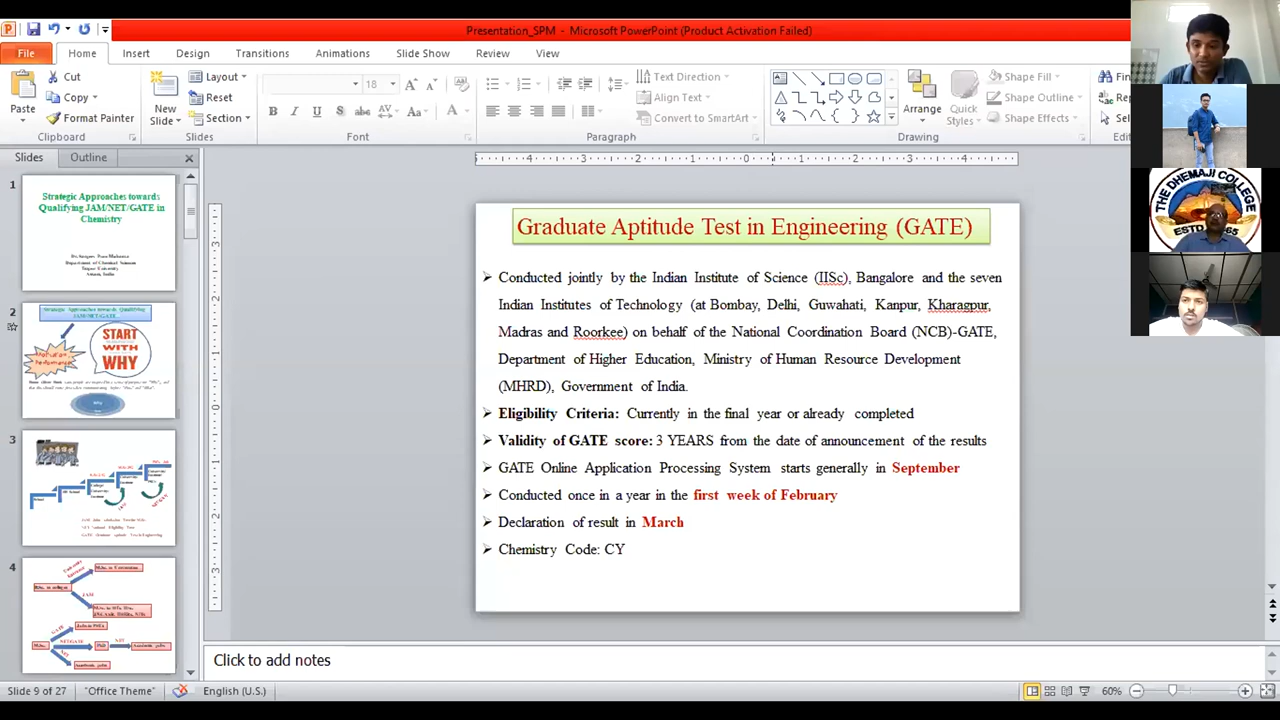 Presentation_SPM - Microsoft PowerPoint (Product Activation Failed)
File Home Insert Design Transitions Animations Slide Show Review View
Paste
Cut
Copy
Format Painter
Clipboard
New Slide
Layout
Reset
Section
Slides
18
B I U S abc AV Aa A
Font
Text Direction
Align Text
Convert to SmartArt
Paragraph
Arrange
Quick Styles
Shape Fill
Shape Outline
Shape Effects
Drawing
Slides Outline
1
Strategic Approaches towards
Qualifying JAM/NET/GATE in
Chemistry
2
START
WITH
WHY
3
4
THE DHEMAJI COLLEGE
Graduate Aptitude Test in Engineering (GATE)
Conducted jointly by the Indian Institute of Science (IISc), Bangalore and the seven
Indian Institutes of Technology (at Bombay, Delhi, Guwahati, Kanpur, Kharagpur,
Madras and Roorkee) on behalf of the National Coordination Board (NCB)-GATE,
Department of Higher Education, Ministry of Human Resource Development
(MHRD), Government of India.
Eligibility Criteria: Currently in the final year or already completed
Validity of GATE score: 3 YEARS from the date of announcement of the results
GATE Online Application Processing System starts generally in September
Conducted once in a year in the first week of February
Declaration of result in March
Chemistry Code: CY
Click to add notes
Slide 9 of 27 "Office Theme" English (U.S.) 60%